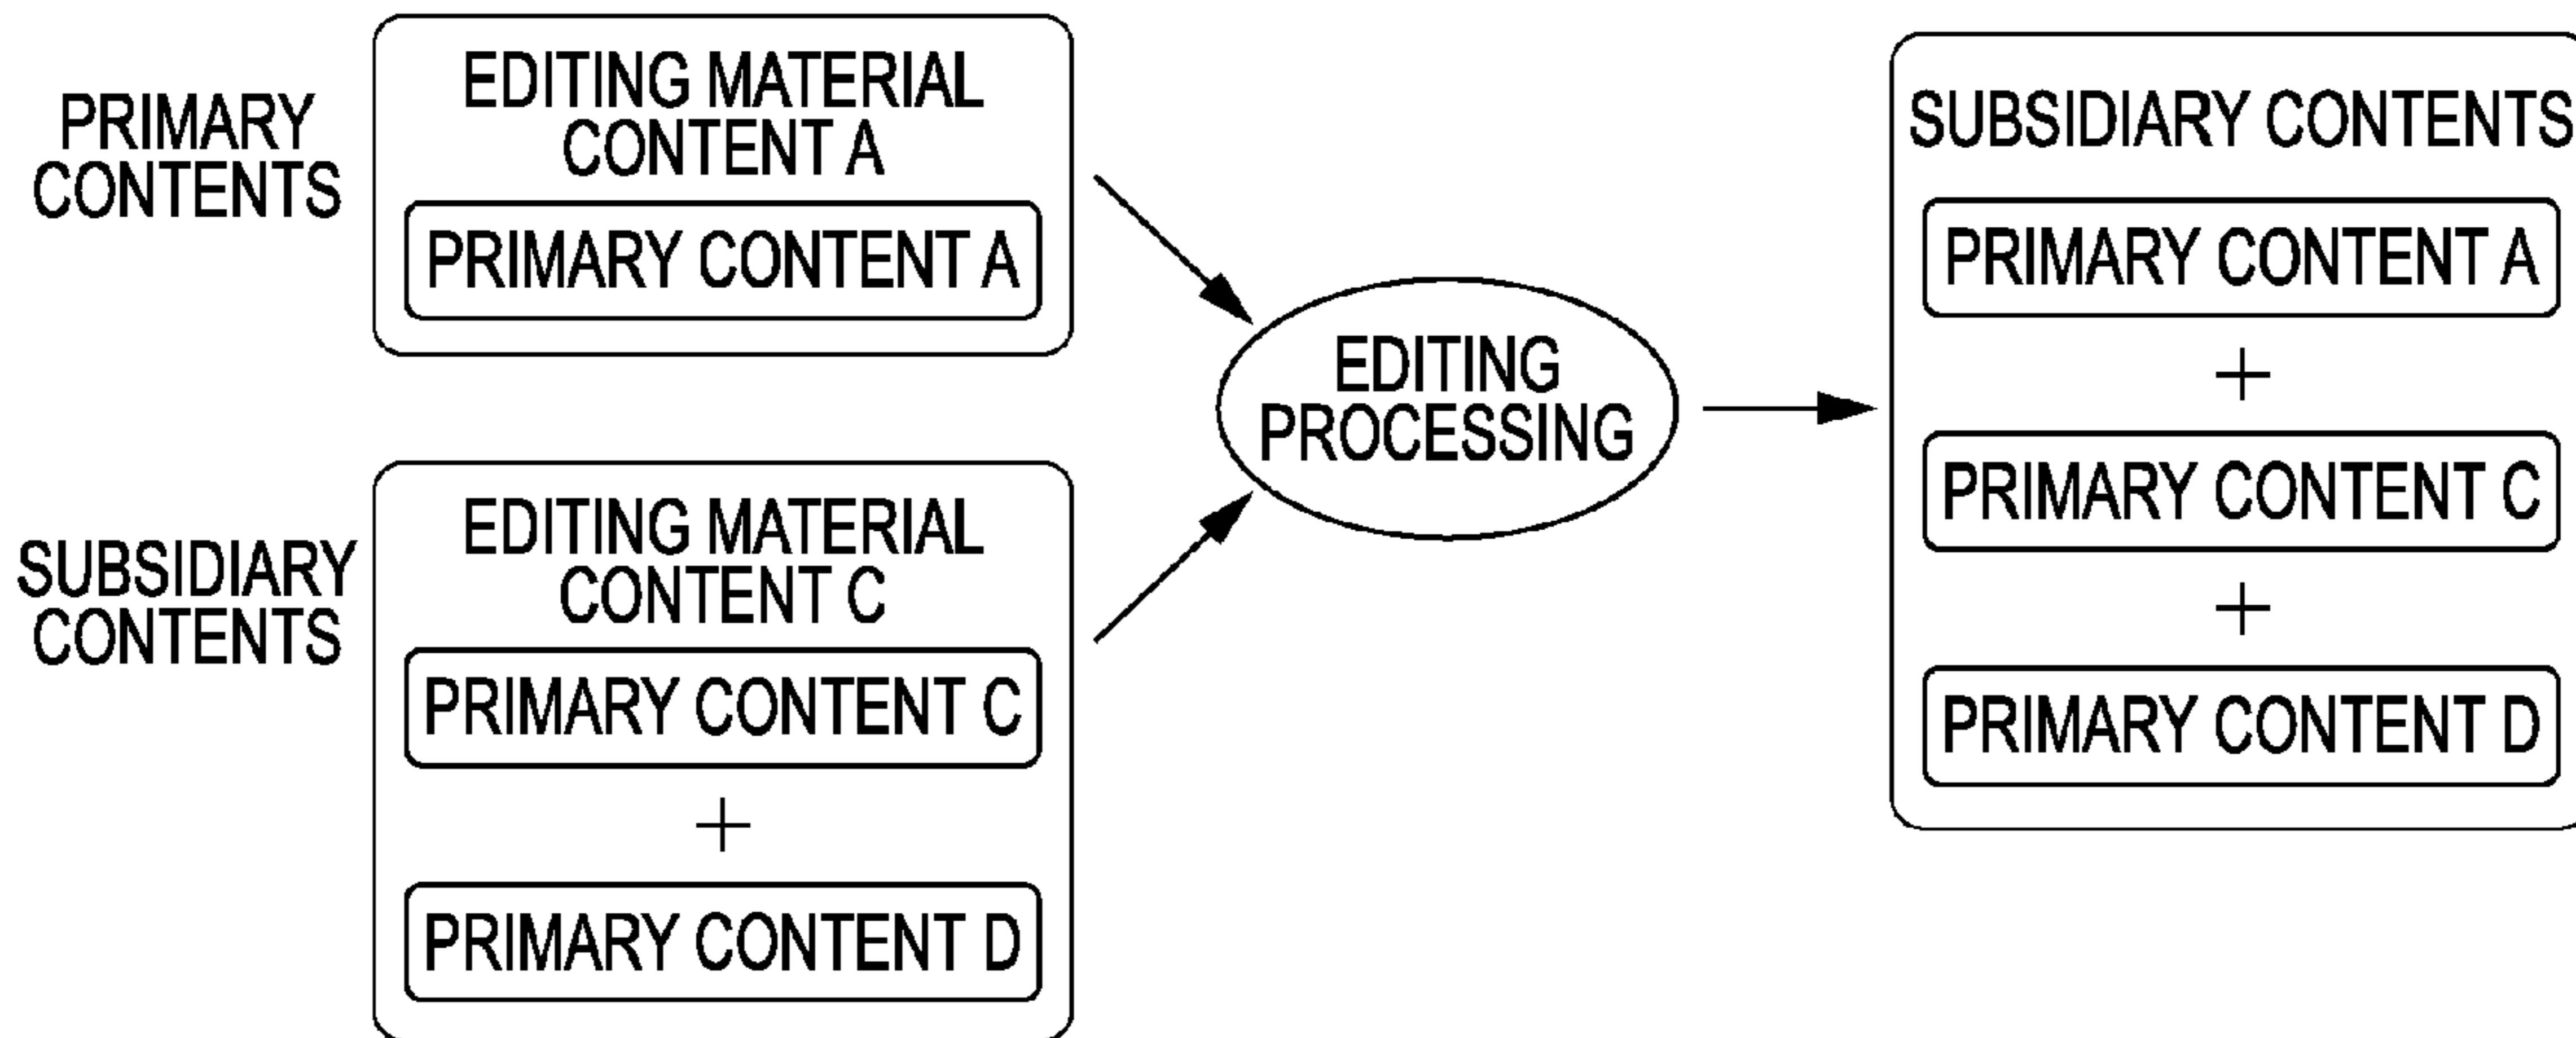 PRIMARY
CONTENTS
EDITING MATERIAL
CONTENT A
PRIMARY CONTENT A
SUBSIDIARY
CONTENTS
EDITING MATERIAL
CONTENT C
PRIMARY CONTENT C
+
PRIMARY CONTENT D
EDITING
PROCESSING
SUBSIDIARY CONTENTS
PRIMARY CONTENT A
+
PRIMARY CONTENT C
+
PRIMARY CONTENT D